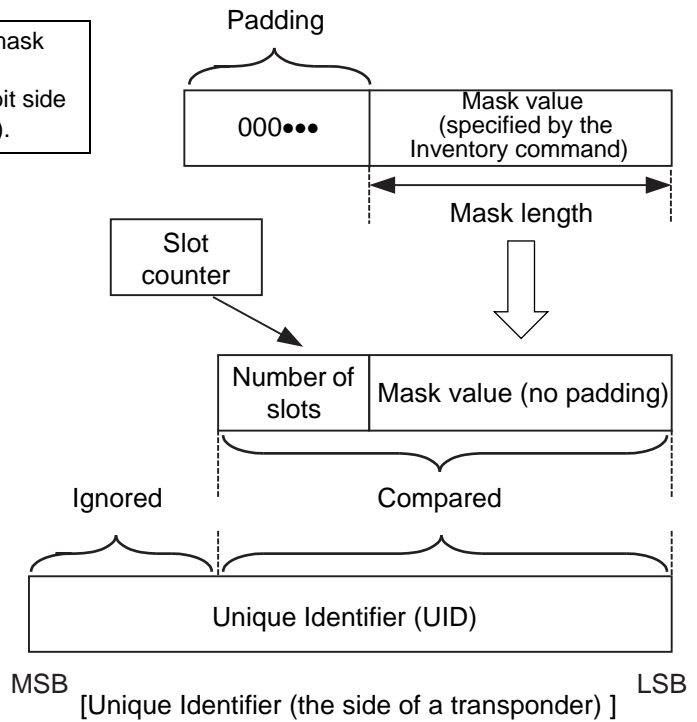 Padding
mask
bit side
).
000•••
Mask value
(specified by the
Inventory command)
Mask length
Slot
counter
Number of
slots
Mask value (no padding)
Ignored
Compared
Unique Identifier (UID)
MSB
LSB
[Unique Identifier (the side of a transponder) ]